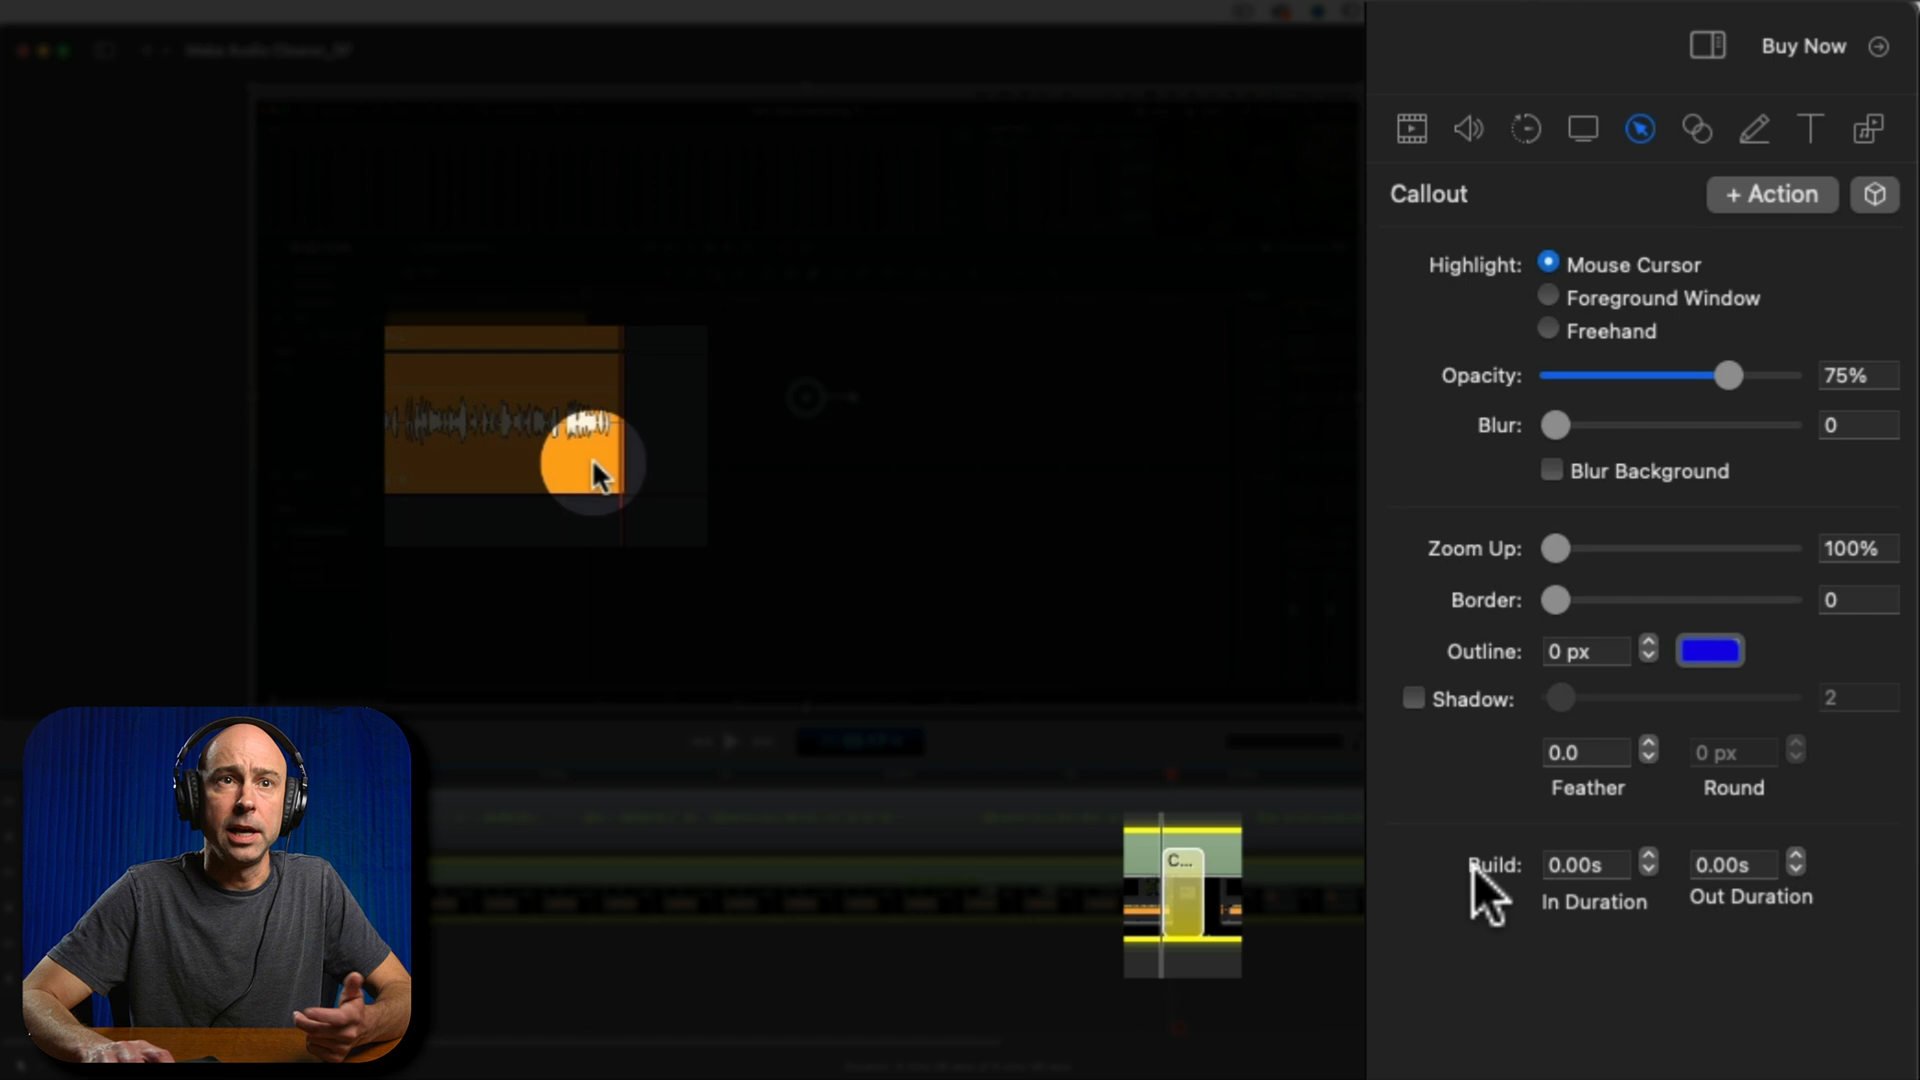 Buy Now
Callout
+ Action
Highlight:
Mouse Cursor
Foreground Window
Freehand
Opacity:
75%
Blur:
0
Blur Background
Zoom Up:
100%
Border:
0
Outline:
0 px
Shadow:
2
0.0
0 px
Feather
Round
C...
Build:
0.00s
0.00s
In Duration
Out Duration